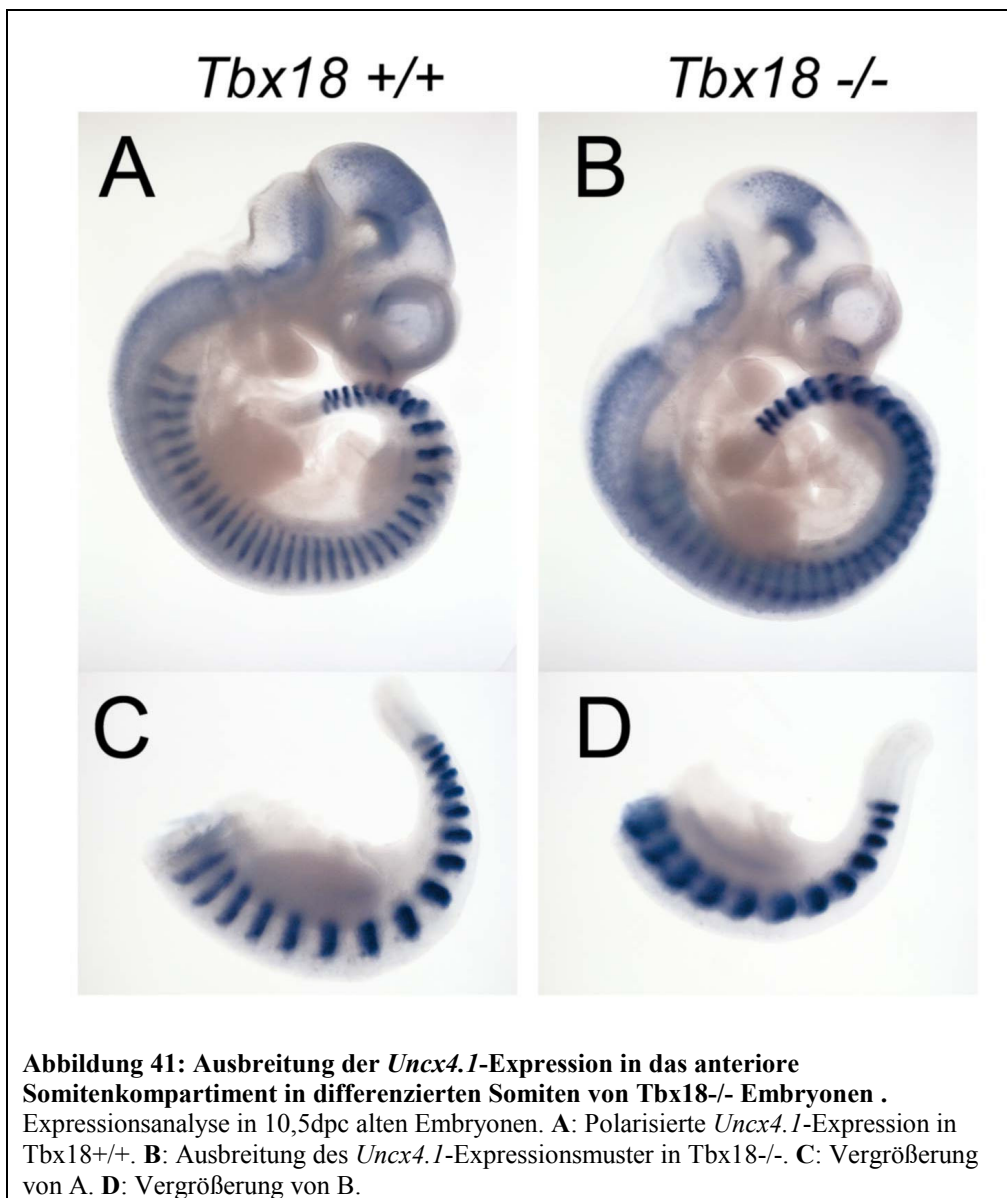 Tbx18 +/+
Tbx18 -/-
A
B
C
D
Abbildung 41: Ausbreitung der Uncx4.1-Expression in das anteriore
Somitenkompartiment in differenzierten Somiten von Tbx18-/- Embryonen .
Expressionsanalyse in 10,5dpc alten Embryonen. A: Polarisierte Uncx4.1-Expression in
Tbx18+/+. B: Ausbreitung des Uncx4.1-Expressionsmuster in Tbx18-/-. C: Vergrößerung
von A. D: Vergrößerung von B.